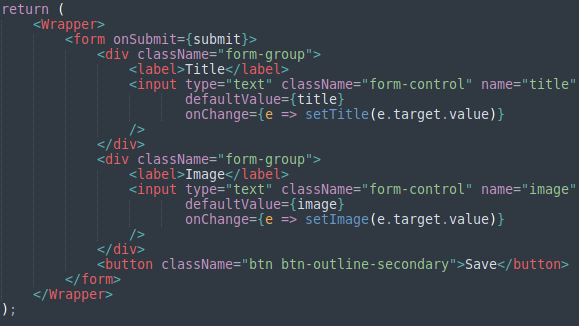 return (
    <Wrapper>
        <form onSubmit={submit}>
            <div className="form-group">
                <label>Title</label>
                <input type="text" className="form-control" name="title"
                       defaultValue={title}
                       onChange={e => setTitle(e.target.value)}
                />
            </div>
            <div className="form-group">
                <label>Image</label>
                <input type="text" className="form-control" name="image"
                       defaultValue={image}
                       onChange={e => setImage(e.target.value)}
                />
            </div>
            <button className="btn btn-outline-secondary">Save</button>
        </form>
    </Wrapper>
);